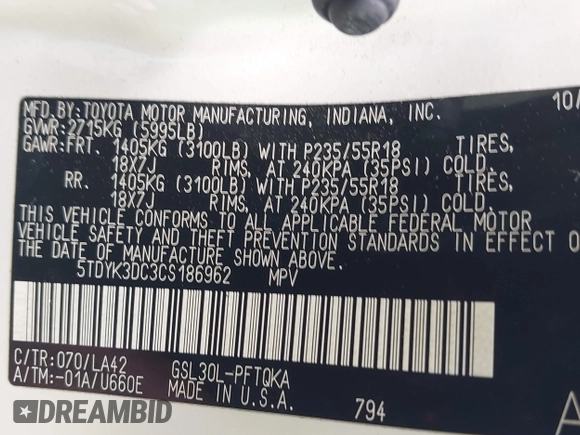 MFD.BY:TOYOTA MOTOR MANUFACTURING, INDIANA, INC. 10/
GVWR:2715KG (5995LB)
GAWR:FRT. 1405KG (3100LB) WITH P235/55R18 TIRES,
18X7J RIMS, AT 240KPA (35PSI) COLD.
RR. 1405KG (3100LB) WITH P235/55R18 TIRES,
18X7J RIMS, AT 240KPA (35PSI) COLD.
THIS VEHICLE CONFORMS TO ALL APPLICABLE FEDERAL MOTOR
VEHICLE SAFETY AND THEFT PREVENTION STANDARDS IN EFFECT O
THE DATE OF MANUFACTURE SHOWN ABOVE.
5TDYK3DC3CS186962 MPV
C/TR:070/LA42 GSL30L-PFTQKA
A/TM:-01A/U660E MADE IN U.S.A. 794 A
DREAMBID